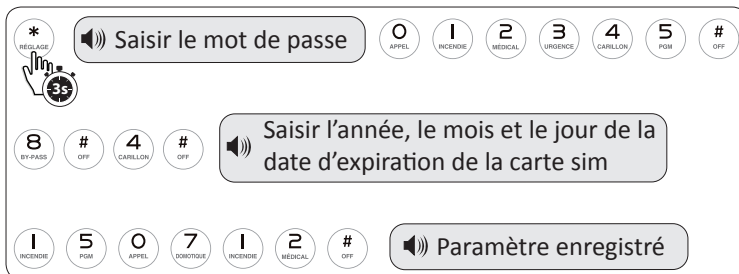 * RÉGLAGE 3s Saisir le mot de passe 0 APPEL 1 INCENDIE 2 MÉDICAL 3 URGENCE 4 CARILLON 5 PGM # OFF
8 BY-PASS # OFF 4 CARILLON # OFF Saisir l’année, le mois et le jour de la
date d’expiration de la carte sim
1 INCENDIE 5 PGM 0 APPEL 7 DOMOTIQUE 1 INCENDIE 2 MÉDICAL # OFF Paramètre enregistré